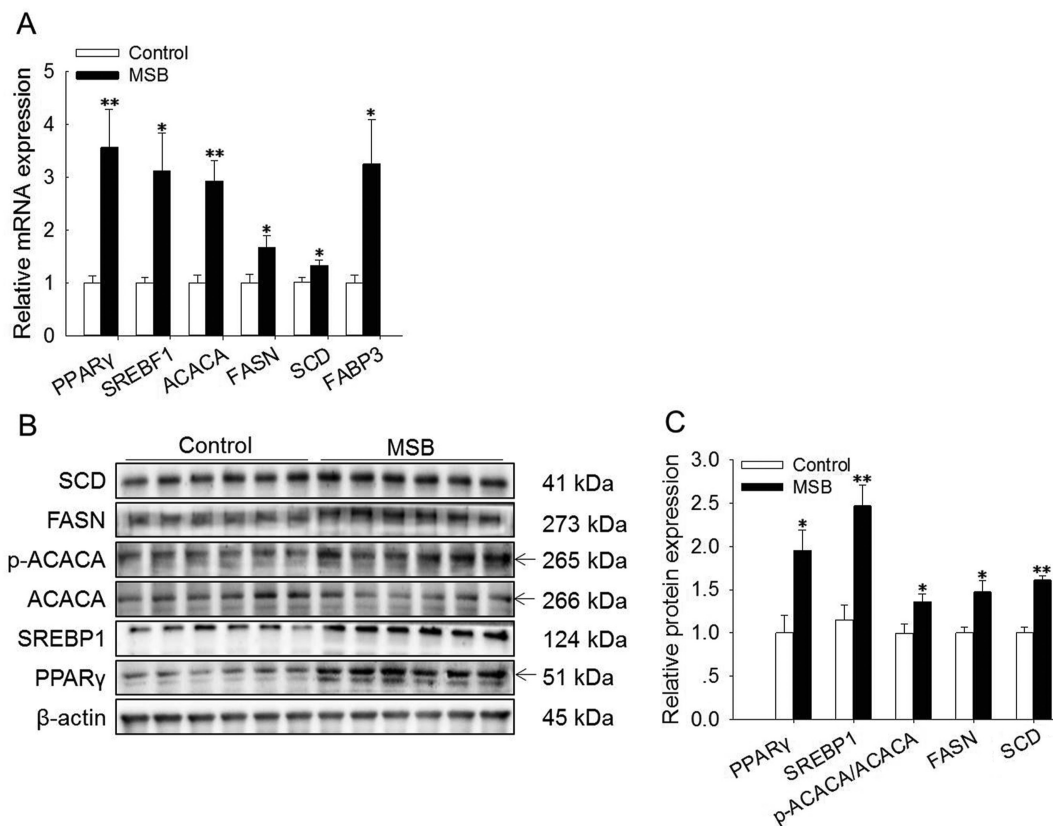 A
Control
MSB
Relative mRNA expression
5
4
3
2
1
0
**
*
**
*
*
*
PPARγ
SREBF1
ACACA
FASN
SCD
FABP3
B
Control
MSB
SCD
41 kDa
FASN
273 kDa
p-ACACA
265 kDa
ACACA
266 kDa
SREBP1
124 kDa
PPARγ
51 kDa
β-actin
45 kDa
C
Control
MSB
Relative protein expression
3.0
2.5
2.0
1.5
1.0
.5
0.0
*
**
*
*
**
PPARγ
SREBP1
p-ACACA/ACACA
FASN
SCD